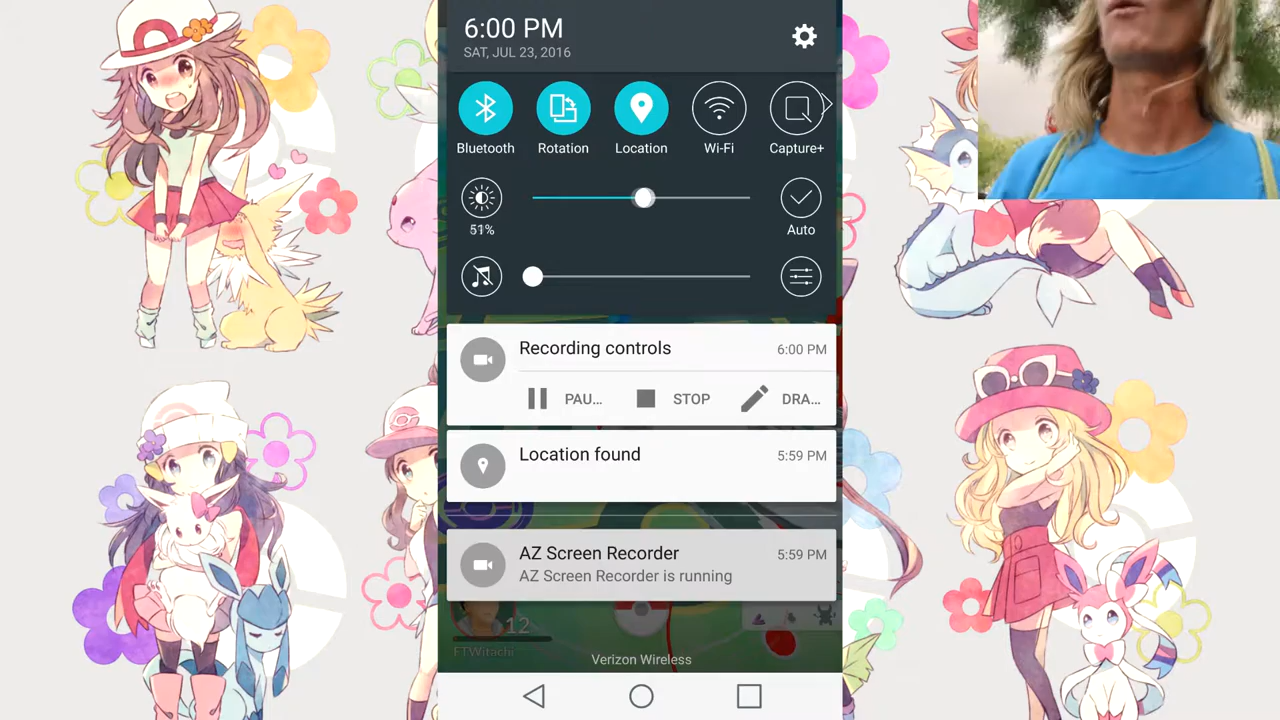 6:00 PM
SAT, JUL 23, 2016
Bluetooth Rotation Location Wi-Fi Capture+
51% Auto
Recording controls 6:00 PM
PAU... STOP DRA...
Location found 5:59 PM
AZ Screen Recorder 5:59 PM
AZ Screen Recorder is running
12
FTWitachi
Verizon Wireless